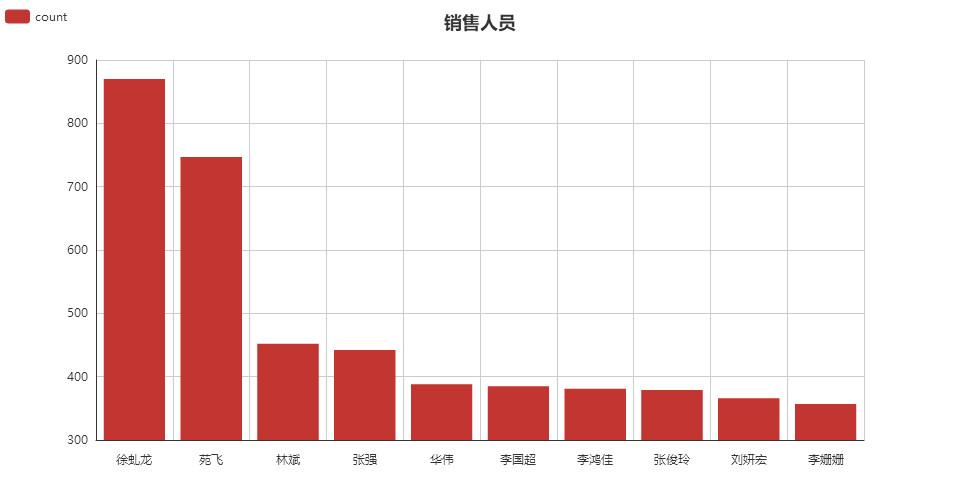 count
销售人员
900
800
700
600
500
400
300
徐虬龙
苑飞
林斌
张强
华伟
李国超
李鸿佳
张俊玲
刘妍宏
李姗姗